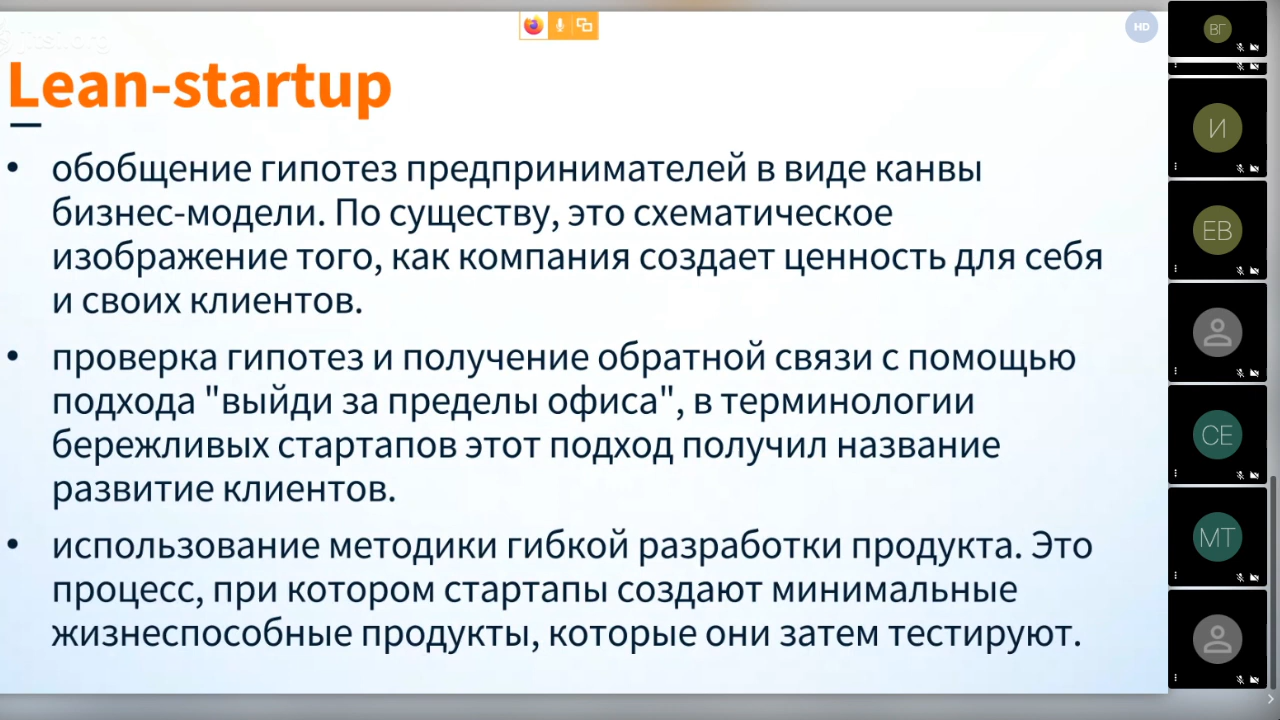 HD
Lean-startup
• обобщение гипотез предпринимателей в виде канвы
бизнес-модели. По существу, это схематическое
изображение того, как компания создает ценность для себя
и своих клиентов.
• проверка гипотез и получение обратной связи с помощью
подхода "выйди за пределы офиса", в терминологии
бережливых стартапов этот подход получил название
развитие клиентов.
• использование методики гибкой разработки продукта. Это
процесс, при котором стартапы создают минимальные
жизнеспособные продукты, которые они затем тестируют.
ВГ
И
ЕВ
СЕ
МТ